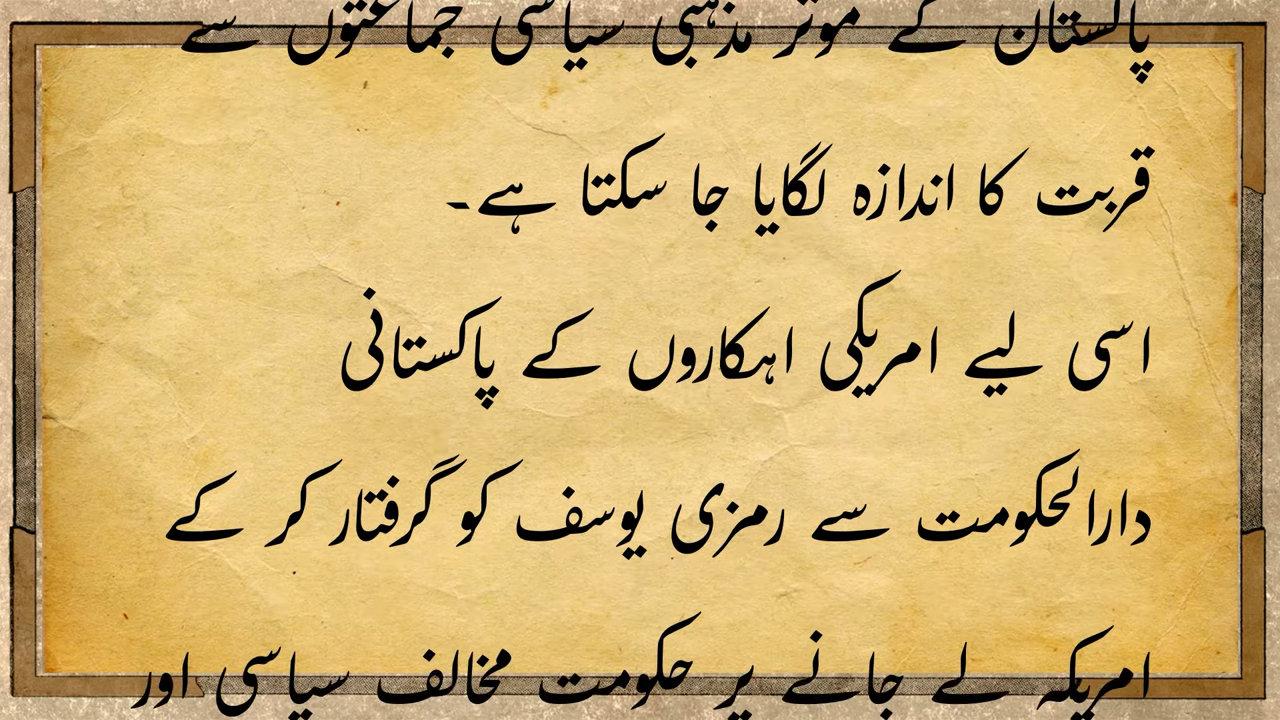 پاکستان کے موثر مذہبی سیاسی جماعتوں سے
قربت کا اندازہ لگایا جا سکتا ہے۔
اسی لیے امریکی اہکاروں کے پاکستانی
دارالحکومت سے رمزی یوسف کو گرفتار کر کے
امریکہ لے جانے پر حکومت مخالف سیاسی اور